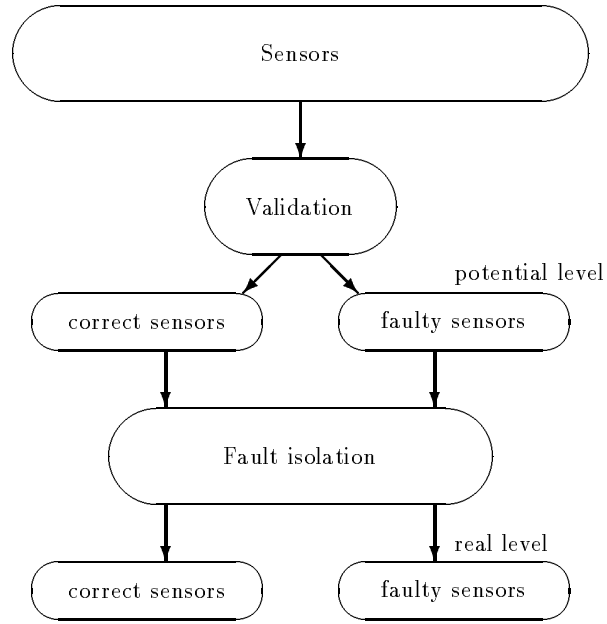 Sensors
Validation
potential level
correct sensors
faulty sensors
Fault isolation
real level
correct sensors
faulty sensors